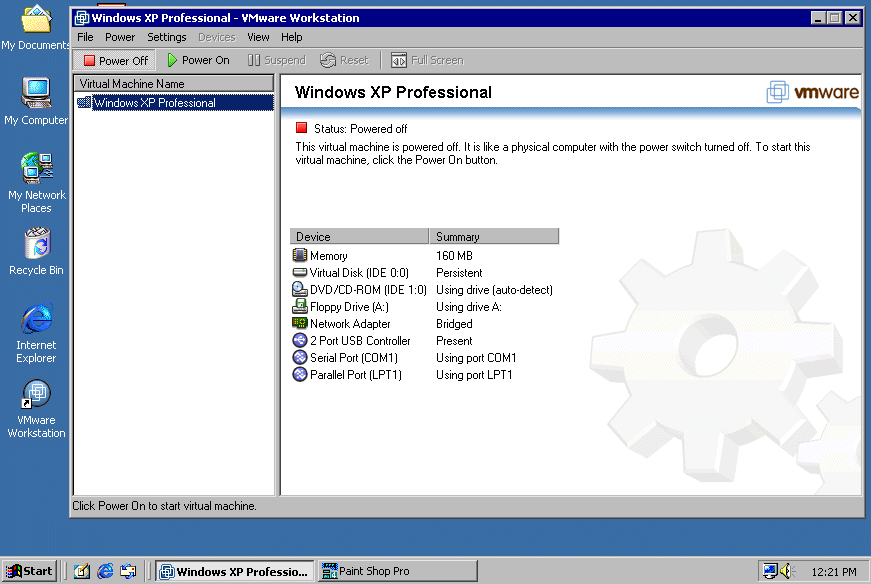 My Documents
My Computer
My Network
Places
Recycle Bin
Internet
Explorer
VMware
Workstation
Windows XP Professional - VMware Workstation
File Power Settings Devices View Help
Power Off Power On Suspend Reset Full Screen
Virtual Machine Name
Windows XP Professional
Windows XP Professional
vmware
Status: Powered off
This virtual machine is powered off. It is like a physical computer with the power switch turned off. To start this
virtual machine, click the Power On button.
Device Summary
Memory 160 MB
Virtual Disk (IDE 0:0) Persistent
DVD/CD-ROM (IDE 1:0) Using drive (auto-detect)
Floppy Drive (A:) Using drive A:
Network Adapter Bridged
2 Port USB Controller Present
Serial Port (COM1) Using port COM1
Parallel Port (LPT1) Using port LPT1
Click Power On to start virtual machine.
Start Windows XP Professio... Paint Shop Pro 12:21 PM